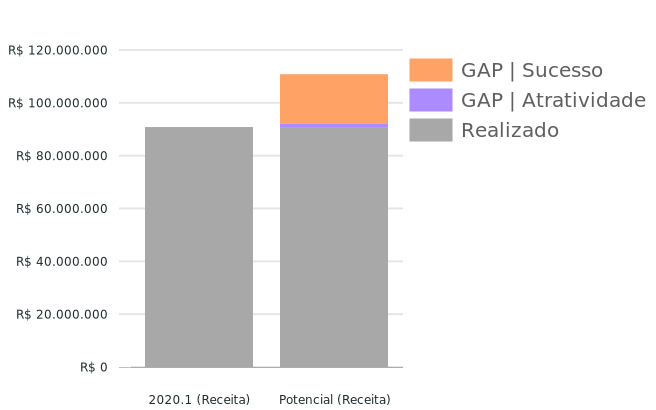 R$ 120.000.000
R$ 100.000.000
R$ 80.000.000
R$ 60.000.000
R$ 40.000.000
R$ 20.000.000
R$ 0
2020.1 (Receita)
Potencial (Receita)
GAP | Sucesso
GAP | Atratividade
Realizado